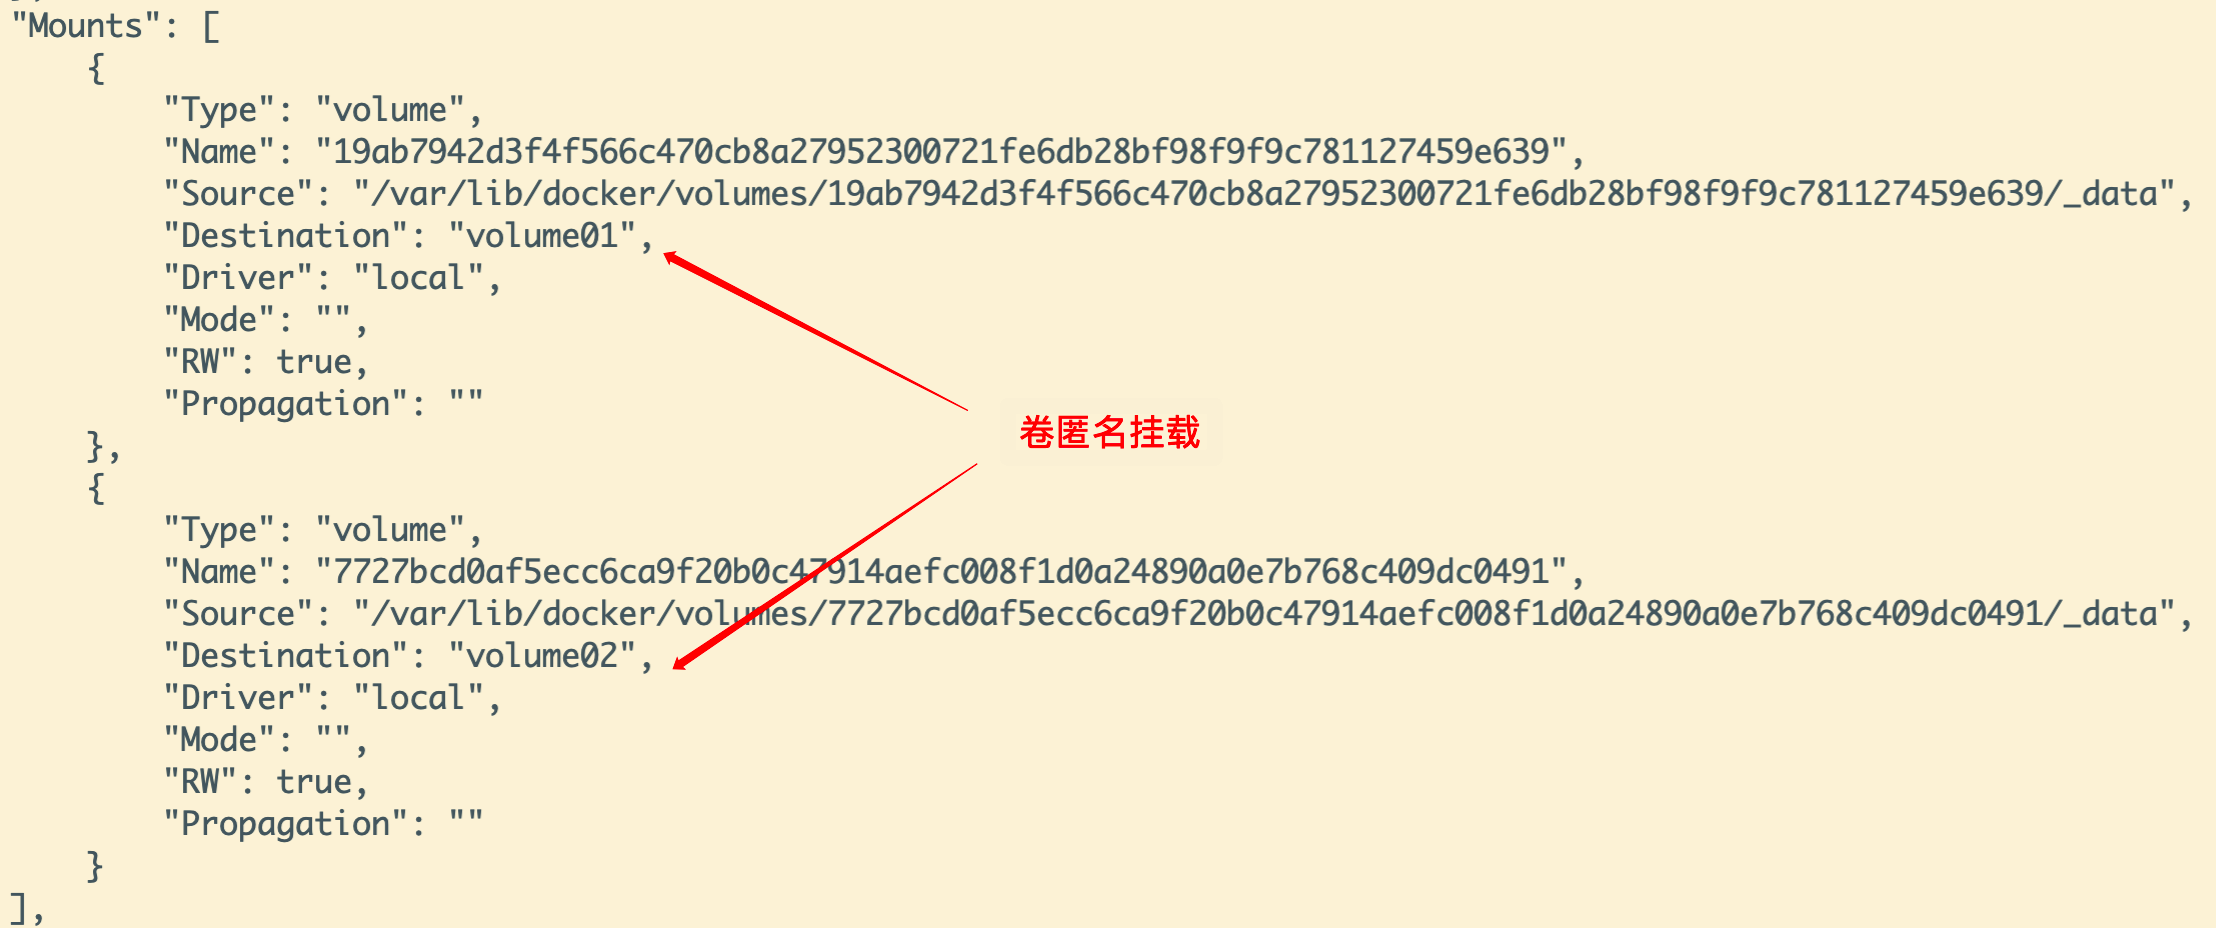 "Mounts": [
{
"Type": "volume",
"Name": "19ab7942d3f4f566c470cb8a27952300721fe6db28bf98f9f9c781127459e639",
"Source": "/var/lib/docker/volumes/19ab7942d3f4f566c470cb8a27952300721fe6db28bf98f9f9c781127459e639/_data",
"Destination": "volume01",
"Driver": "local",
"Mode": "",
"RW": true,
"Propagation": ""
卷匿名挂载
},
{
"Type": "volume",
"Name": "7727bcd0af5ecc6ca9f20b0c47914aefc008f1d0a24890a0e7b768c409dc0491",
"Source": "/var/lib/docker/volumes/7727bcd0af5ecc6ca9f20b0c47914aefc008f1d0a24890a0e7b768c409dc0491/_data",
"Destination": "volume02",
"Driver": "local",
"Mode": "",
"RW": true,
"Propagation": ""
}
],